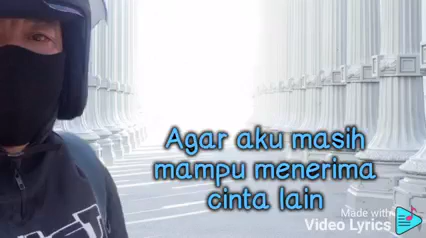 Agar aku masih
mampu menerima
cinta lain
Made with
Video Lyrics